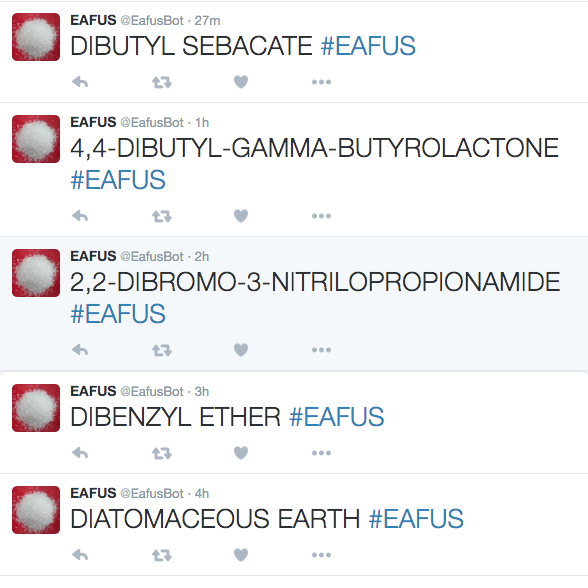 EAFUS @EafusBot · 27m
DIBUTYL SEBACATE #EAFUS
EAFUS @EafusBot · 1h
4,4-DIBUTYL-GAMMA-BUTYROLACTONE
#EAFUS
EAFUS @EafusBot · 2h
2,2-DIBROMO-3-NITRILOPROPIONAMIDE
#EAFUS
EAFUS @EafusBot · 3h
DIBENZYL ETHER #EAFUS
EAFUS @EafusBot · 4h
DIATOMACEOUS EARTH #EAFUS